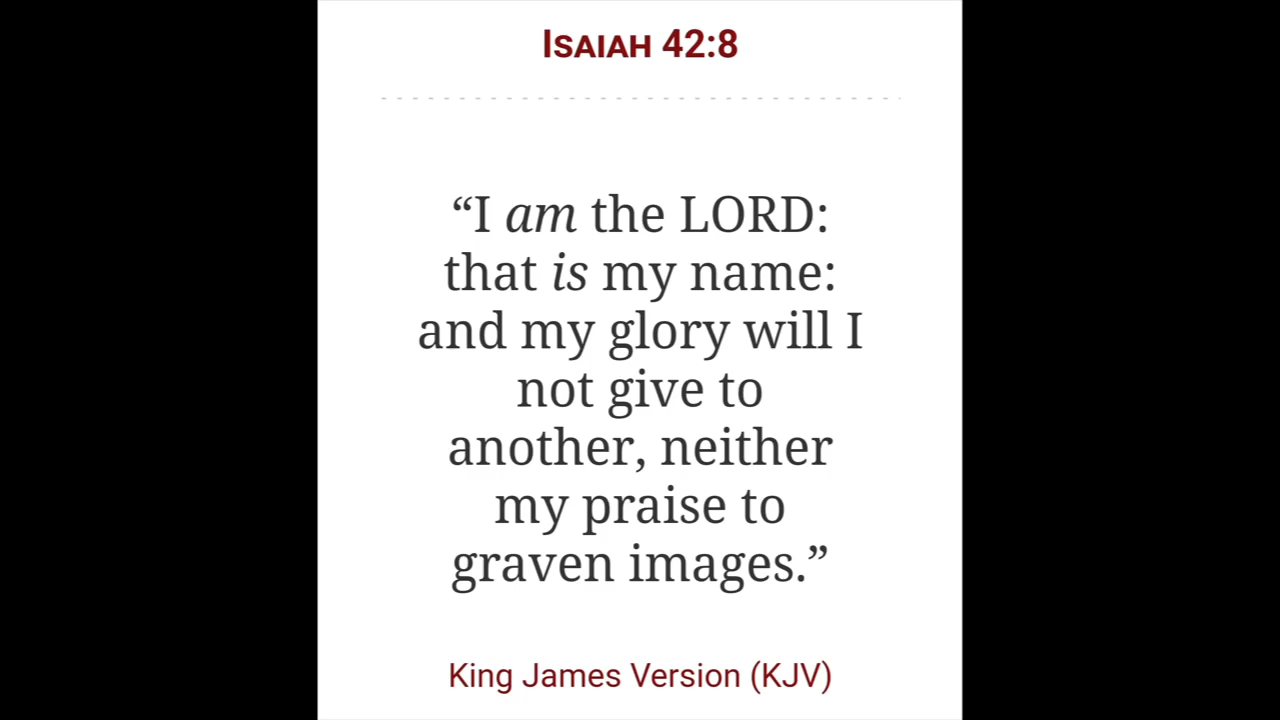 Isaiah 42:8
“I am the LORD:
that is my name:
and my glory will I
not give to
another, neither
my praise to
graven images.”
King James Version (KJV)